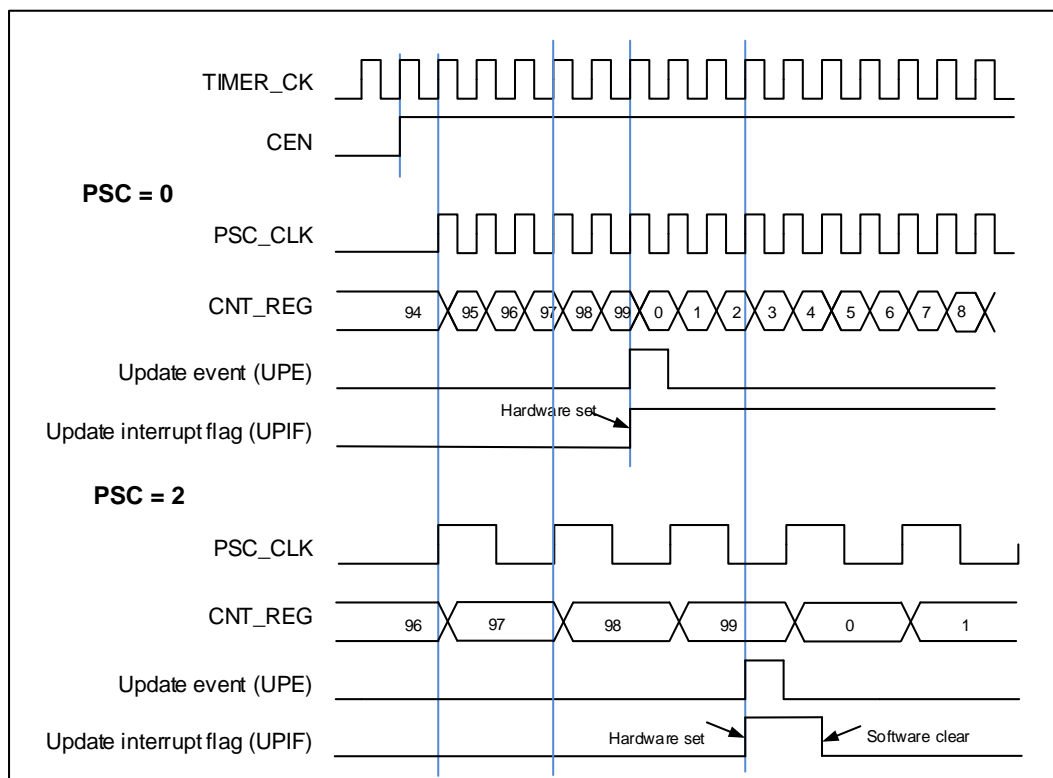 TIMER_CK
CEN
PSC = 0
PSC_CLK
CNT_REG 94 95 96 97 98 99 0 1 2 3 4 5 6 7 8
Update event (UPE)
Hardware set
Update interrupt flag (UPIF)
PSC = 2
PSC_CLK
CNT_REG 96 97 98 99 0 1
Update event (UPE)
Update interrupt flag (UPIF) Hardware set Software clear